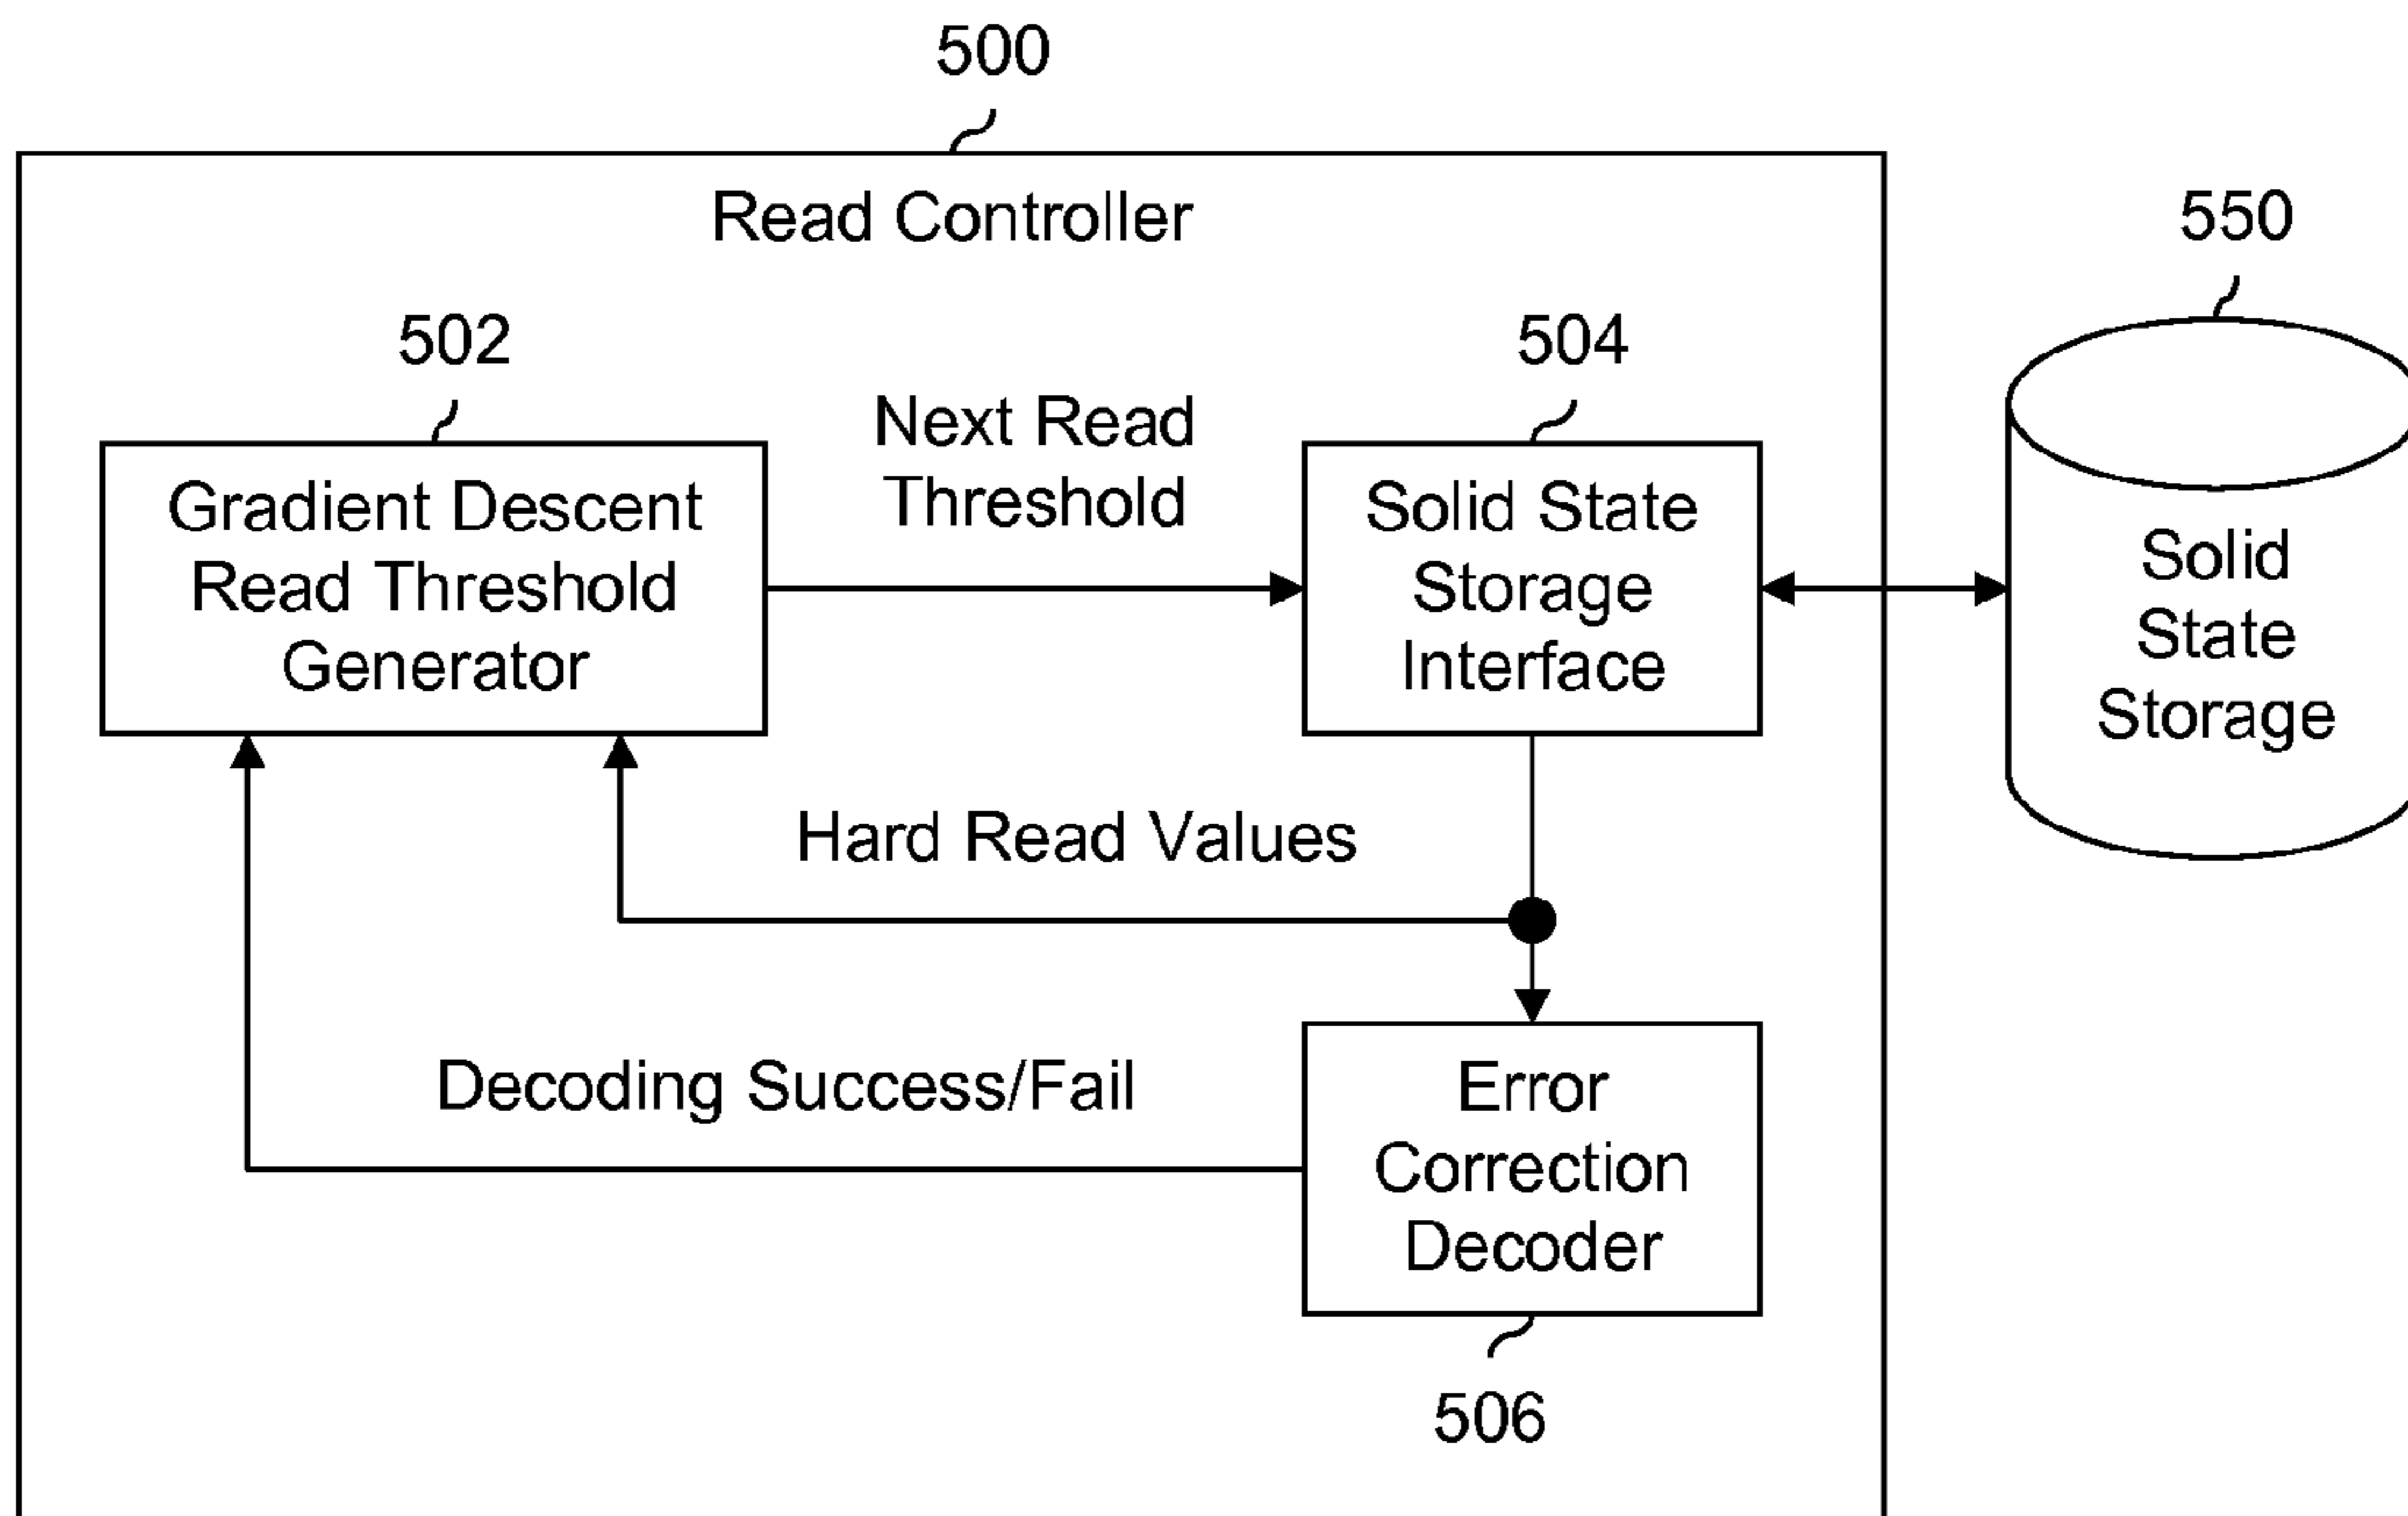 500
Read Controller
550
502
504
Next Read
Threshold
Gradient Descent
Read Threshold
Generator
Solid State
Storage
Interface
Solid
State
Storage
Hard Read Values
Decoding Success/Fail
Error
Correction
Decoder
506